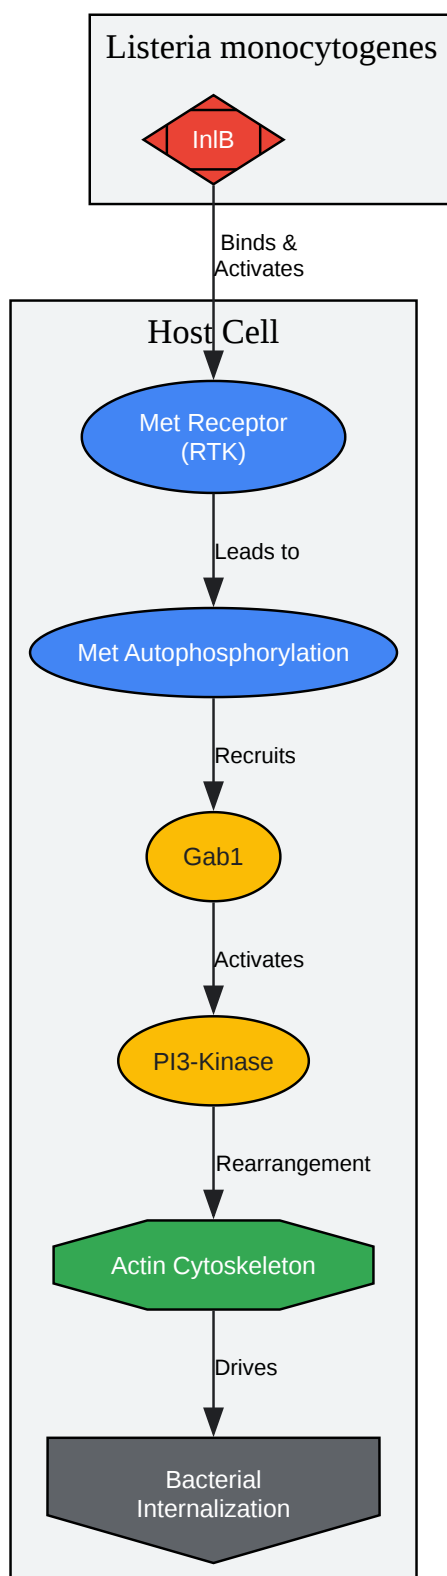 Listeria monocytogenes
InlB
Binds &
Activates
Host Cell
Met Receptor
(RTK)
Leads to
Met Autophosphorylation
Recruits
Gab1
Activates
PI3-Kinase
Rearrangement
Actin Cytoskeleton
Drives
Bacterial
Internalization